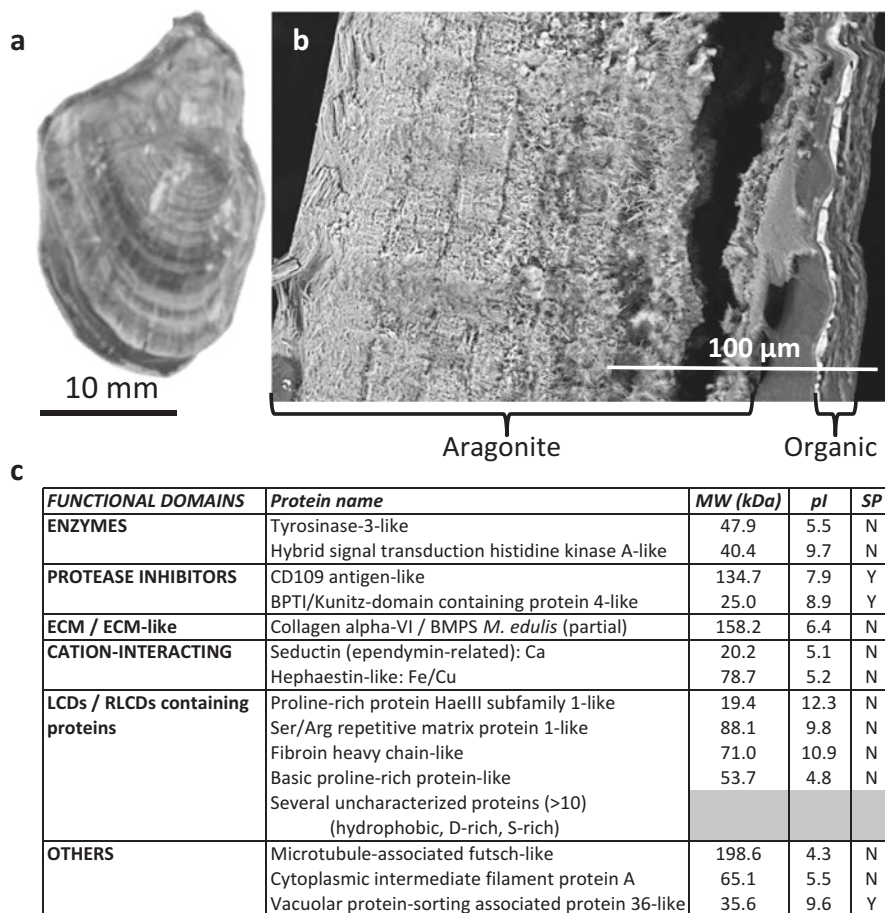 a
b
10 mm
100 µm
Aragonite
Organic
c
FUNCTIONAL DOMAINS Protein name MW (kDa) pI SP
ENZYMES Tyrosinase-3-like 47.9 5.5 N
Hybrid signal transduction histidine kinase A-like 40.4 9.7 N
PROTEASE INHIBITORS CD109 antigen-like 134.7 7.9 Y
BPTI/Kunitz-domain containing protein 4-like 25.0 8.9 Y
ECM / ECM-like Collagen alpha-VI / BMPS M. edulis (partial) 158.2 6.4 N
CATION-INTERACTING Seductin (ependymin-related): Ca 20.2 5.1 N
Hephaestin-like: Fe/Cu 78.7 5.2 N
LCDs / RLCDs containing Proline-rich protein HaeIII subfamily 1-like 19.4 12.3 N
proteins Ser/Arg repetitive matrix protein 1-like 88.1 9.8 N
Fibroin heavy chain-like 71.0 10.9 N
Basic proline-rich protein-like 53.7 4.8 N
Several uncharacterized proteins (>10)
(hydrophobic, D-rich, S-rich)
OTHERS Microtubule-associated futsch-like 198.6 4.3 N
Cytoplasmic intermediate filament protein A 65.1 5.5 N
Vacuolar protein-sorting associated protein 36-like 35.6 9.6 Y